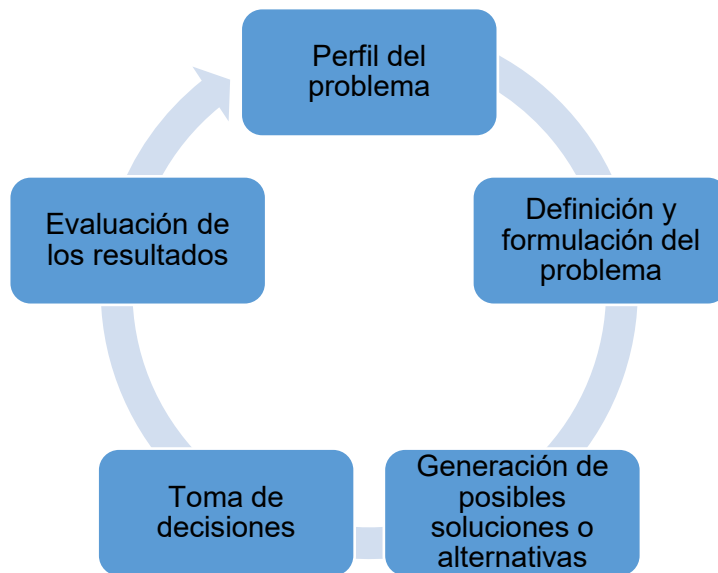 Perfil del
problema
Definición y
formulación del
problema
Generación de
posibles
soluciones o
alternativas
Toma de
decisiones
Evaluación de
los resultados